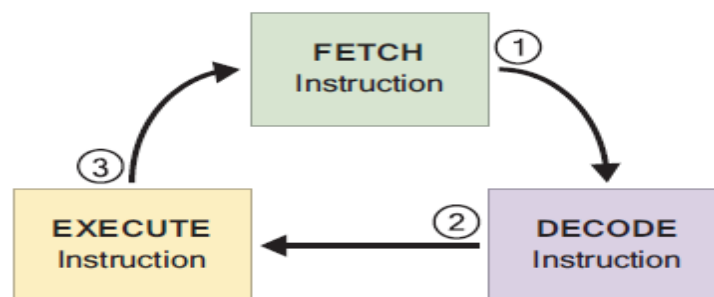 FETCH
Instruction
①
DECODE
Instruction
②
EXECUTE
Instruction
③